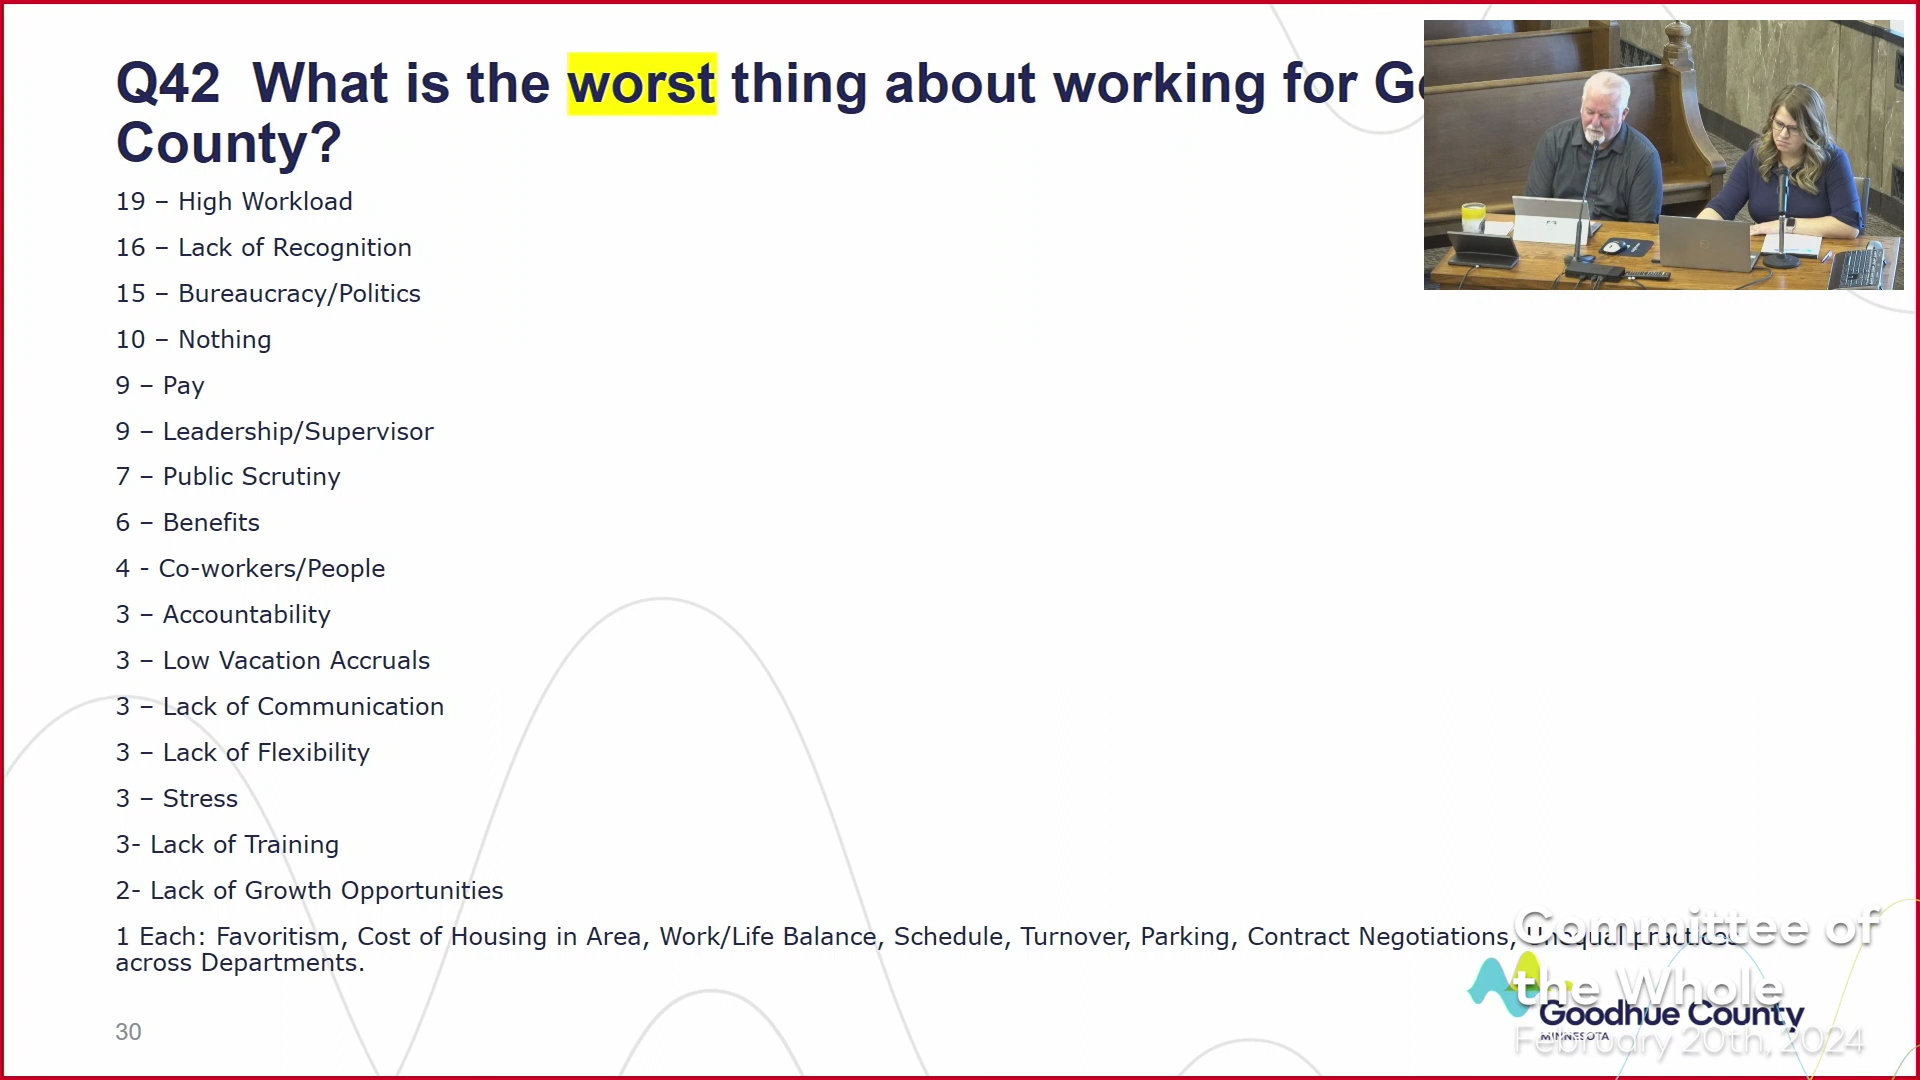 Q42 What is the worst thing about working for Go
County?
19 – High Workload
16 – Lack of Recognition
15 – Bureaucracy/Politics
10 – Nothing
9 – Pay
9 – Leadership/Supervisor
7 – Public Scrutiny
6 – Benefits
4 - Co-workers/People
3 – Accountability
3 – Low Vacation Accruals
3 – Lack of Communication
3 – Lack of Flexibility
3 – Stress
3- Lack of Training
2- Lack of Growth Opportunities
1 Each: Favoritism, Cost of Housing in Area, Work/Life Balance, Schedule, Turnover, Parking, Contract Negotiations, Unequal practices
across Departments.
30
Committee of
the Whole
Goodhue County
MINNESOTA
February 20th, 2024